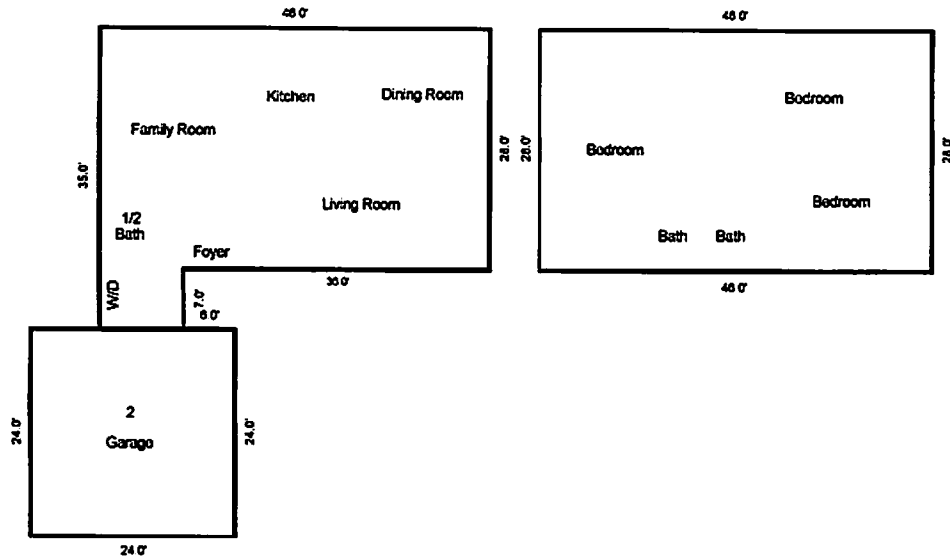 46 0'
46 0'
Kitchen
Dining Room
Bedroom
Family Room
28.0'
28.0'
28.0'
Bedroom
35.0'
Living Room
Bedroom
1/2
Bath
Bath
Bath
Foyer
36 0'
46 0'
W/D
7.0'
6 0'
2
Garage
24.0'
24.0'
24.0'